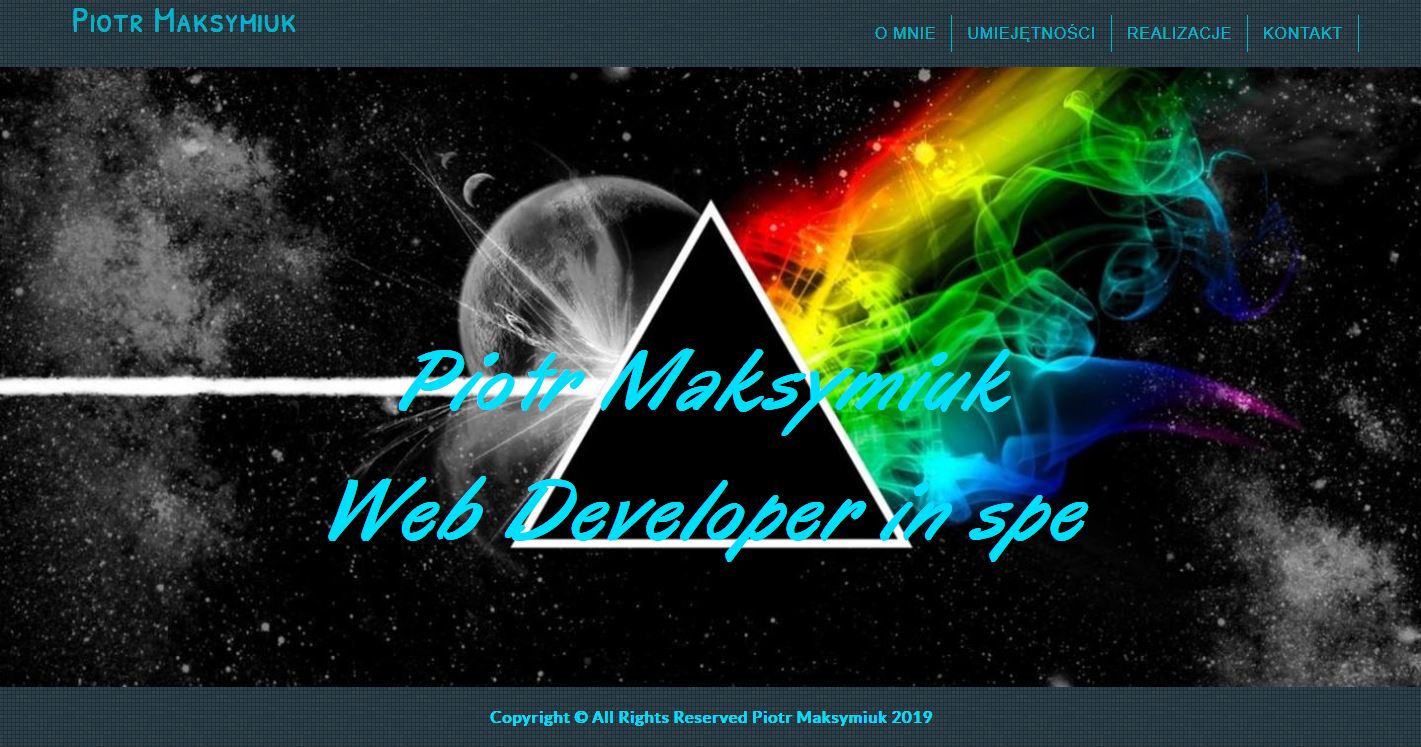 Piotr Maksymiuk
O MNIE
UMIEJĘTNOŚCI
REALIZACJE
KONTAKT
Piotr Maksymiuk
Web Developer in spe
Copyright © All Rights Reserved Piotr Maksymiuk 2019